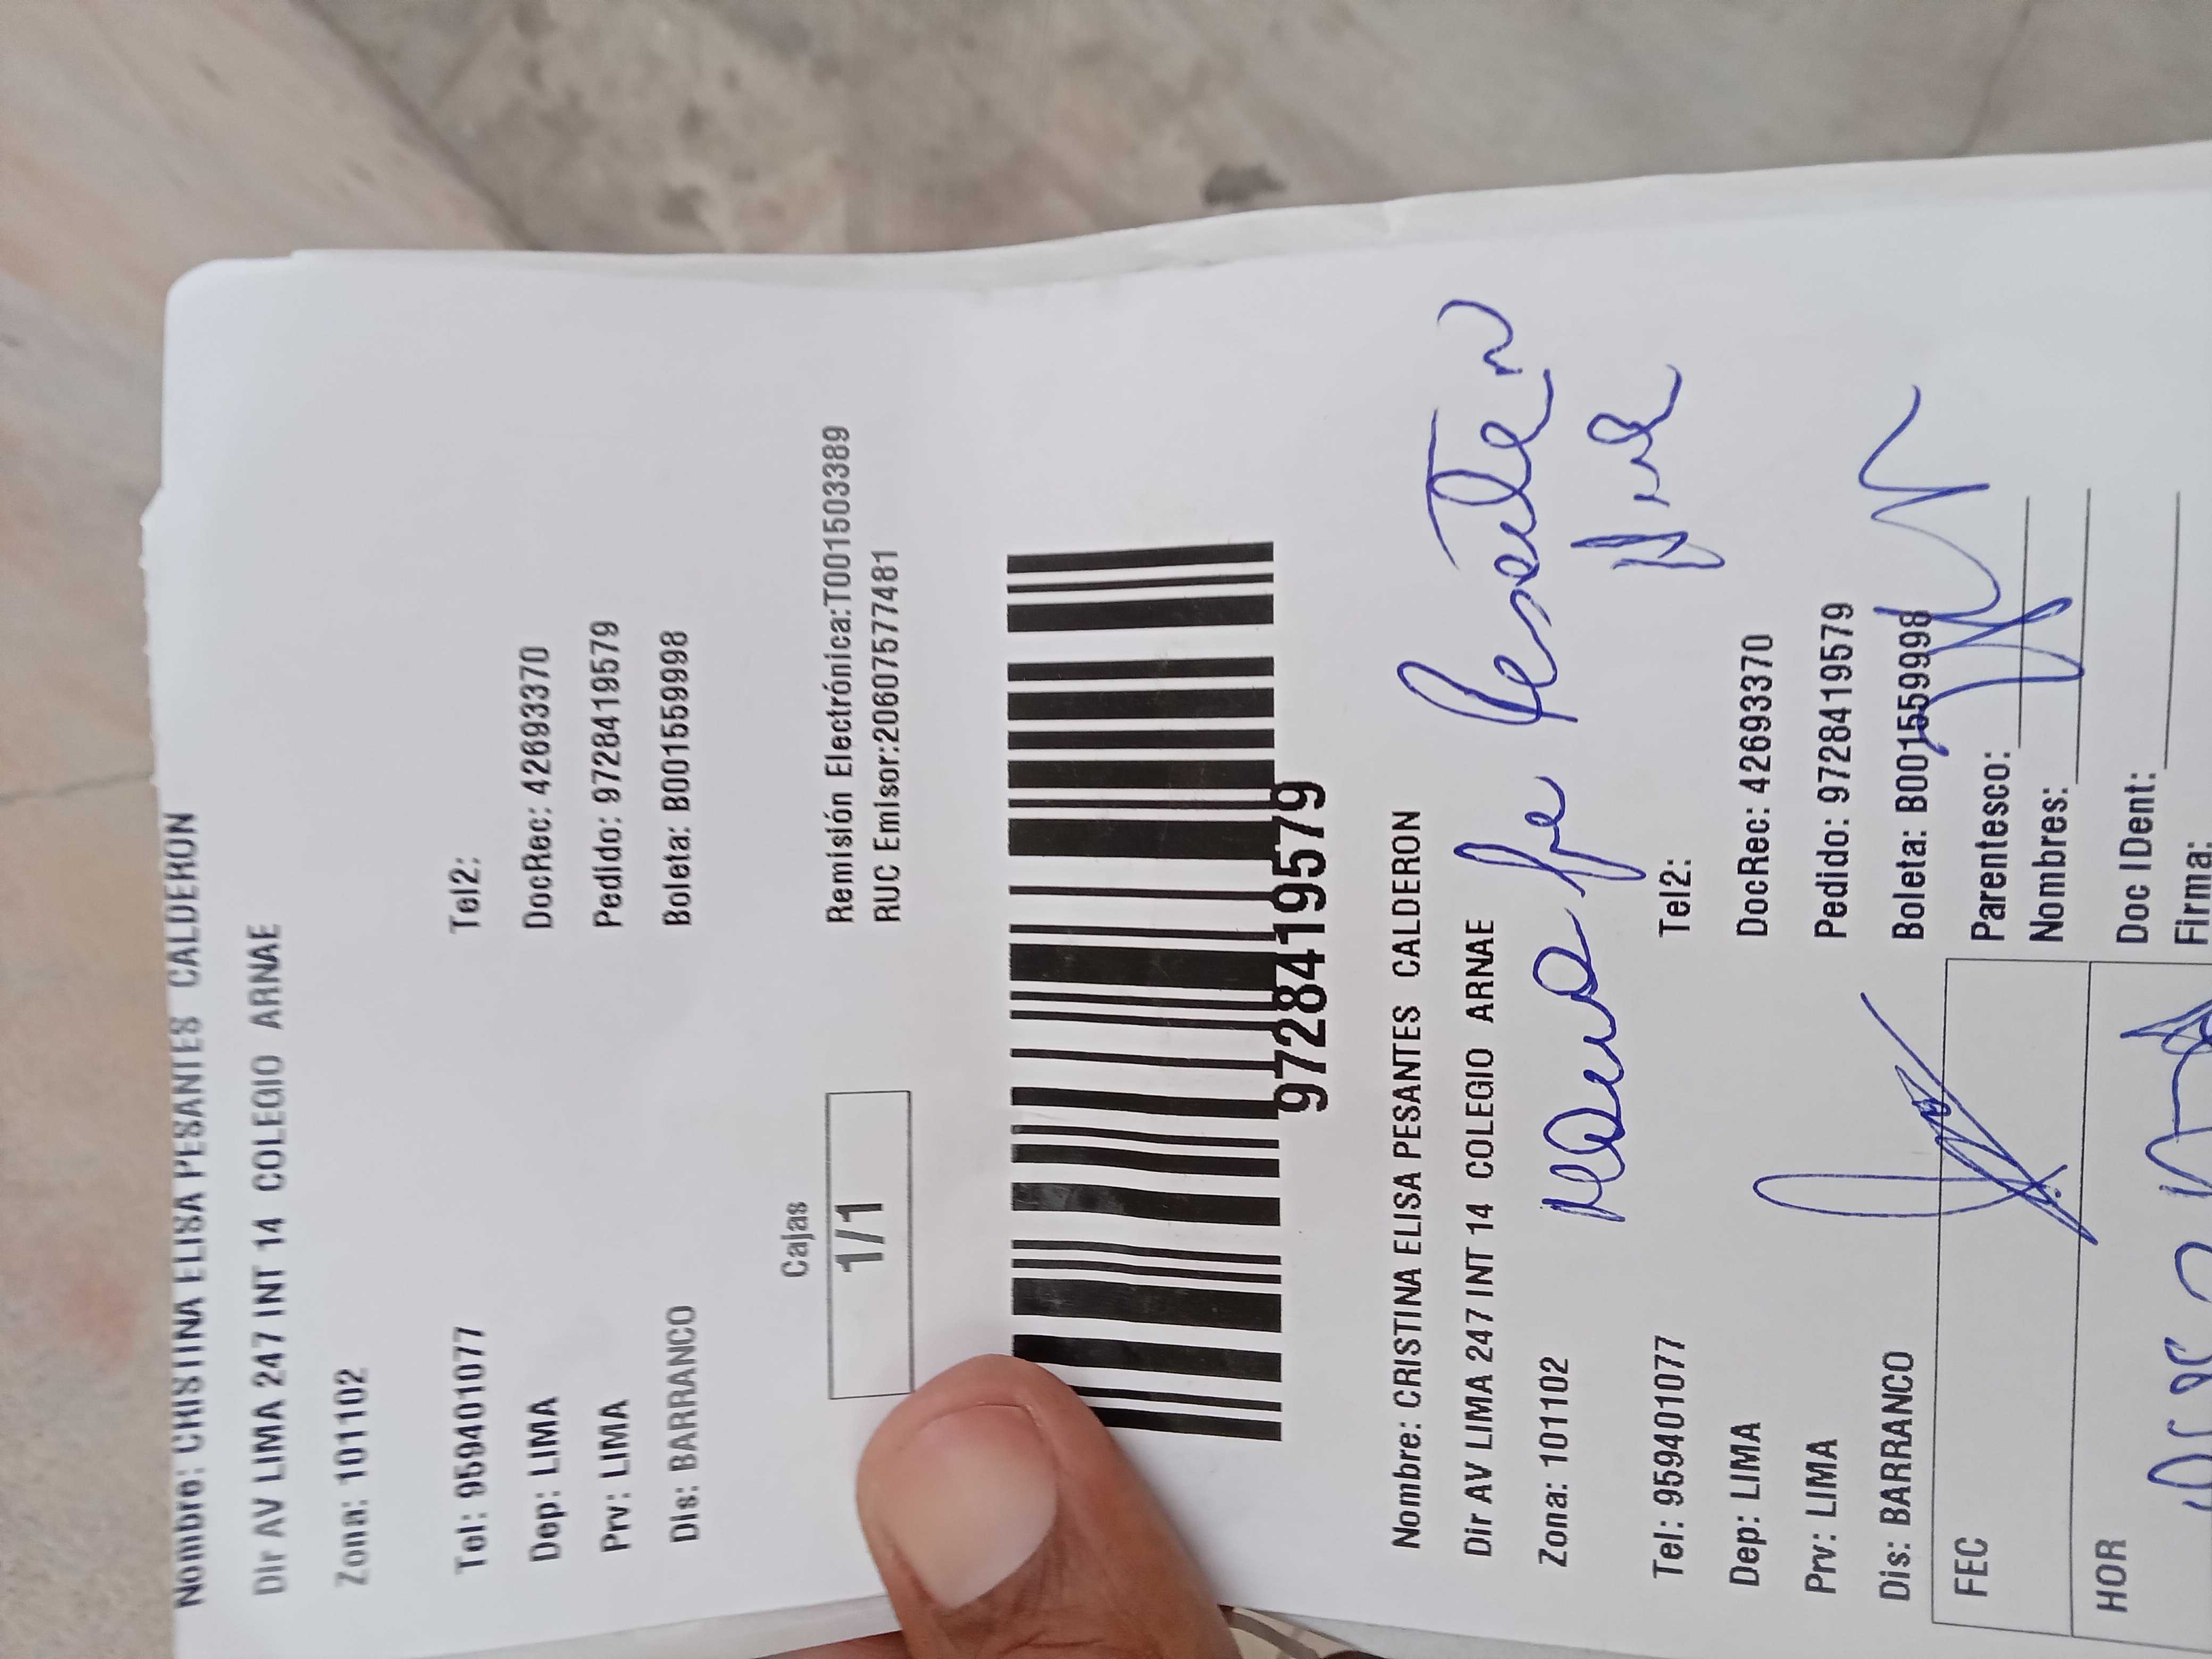 Nombre: CRISTINA ELISA PESANTES CALDERON
Dir AV LIMA 247 INT 14 COLEGIO ARNAE
Zona: 101102
Tel: 959401077 Tel2:
Dep: LIMA DocRec: 42693370
Prv: LIMA Pedido: 9728419579
Dis: BARRANCO Boleta: B001559998
Cajas
1/1
Remisión Electrónica:T001503389
RUC Emisor:20607577481
9728419579
Nombre: CRISTINA ELISA PESANTES CALDERON
Dir AV LIMA 247 INT 14 COLEGIO ARNAE
Zona: 101102
Tel: 959401077 Tel2:
Dep: LIMA DocRec: 42693370
Prv: LIMA Pedido: 9728419579
Dis: BARRANCO Boleta: B001559998
FEC Parentesco:
Nombres:
HOR Doc IDent:
Firma: